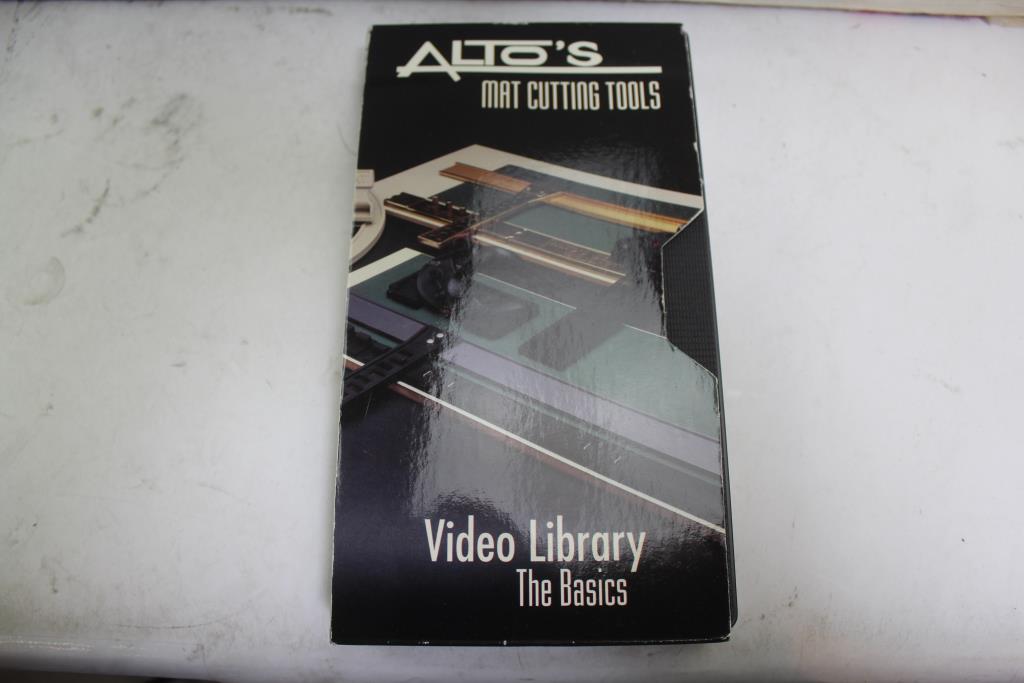 ALTO'S
MAT CUTTING TOOLS
Video Library
The Basics